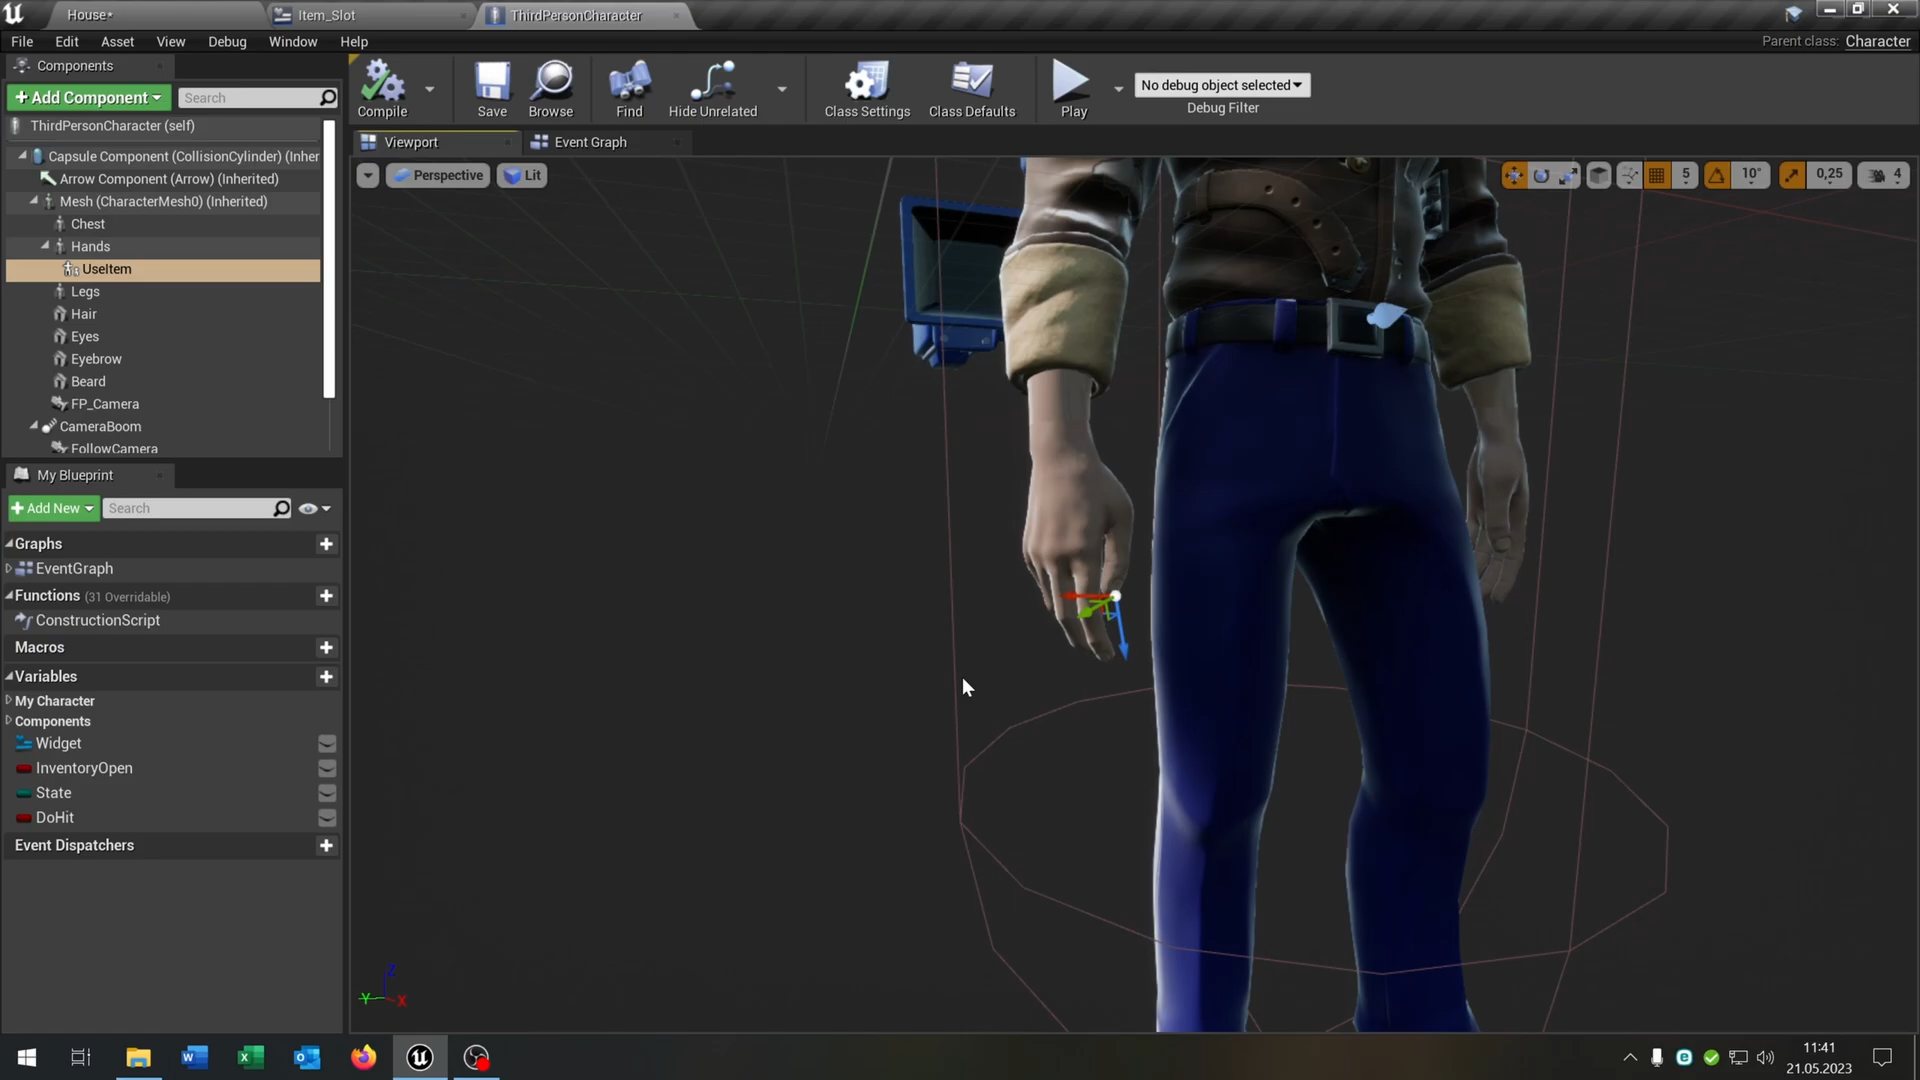 House*
Item_Slot
ThirdPersonCharacter
File Edit Asset View Debug Window Help
Parent class: Character
Components
+Add Component
Search
Compile
Save
Browse
Find
Hide Unrelated
Class Settings
Class Defaults
Play
No debug object selected
Debug Filter
ThirdPersonCharacter (self)
Capsule Component (CollisionCylinder) (Inher
Arrow Component (Arrow) (Inherited)
Mesh (CharacterMesh0) (Inherited)
Chest
Hands
UseItem
Legs
Hair
Eyes
Eyebrow
Beard
FP_Camera
CameraBoom
FollowCamera
Viewport
Event Graph
Perspective
Lit
5
10°
0,25
4
My Blueprint
+Add New
Search
Graphs
EventGraph
Functions (31 Overridable)
ConstructionScript
Macros
Variables
My Character
Components
Widget
InventoryOpen
State
DoHit
Event Dispatchers
Z
Y
X
11:41
21.05.2023